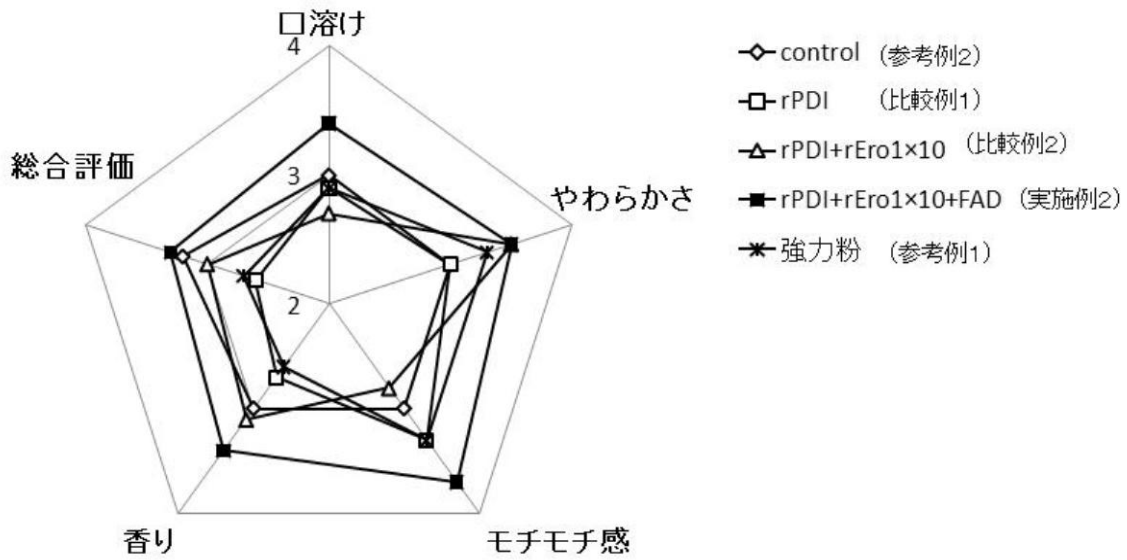 口溶け
4
3
2
やわらかさ
モチモチ感
香り
総合評価
control (参考例2)
rPDI (比較例1)
rPDI+rEro1×10 (比較例2)
rPDI+rEro1×10+FAD (実施例2)
強力粉 (参考例1)